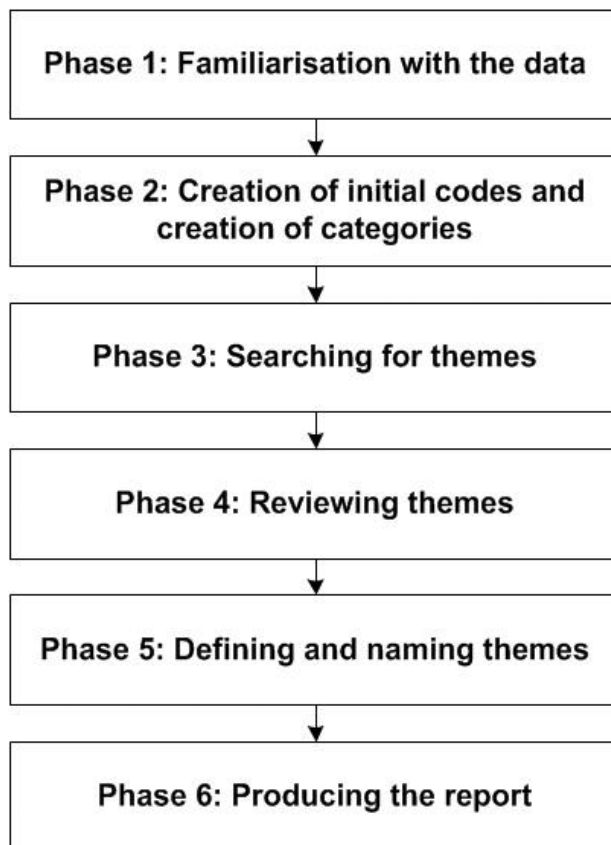 Phase 1: Familiarisation with the data
Phase 2: Creation of initial codes and
creation of categories
Phase 3: Searching for themes
Phase 4: Reviewing themes
Phase 5: Defining and naming themes
Phase 6: Producing the report